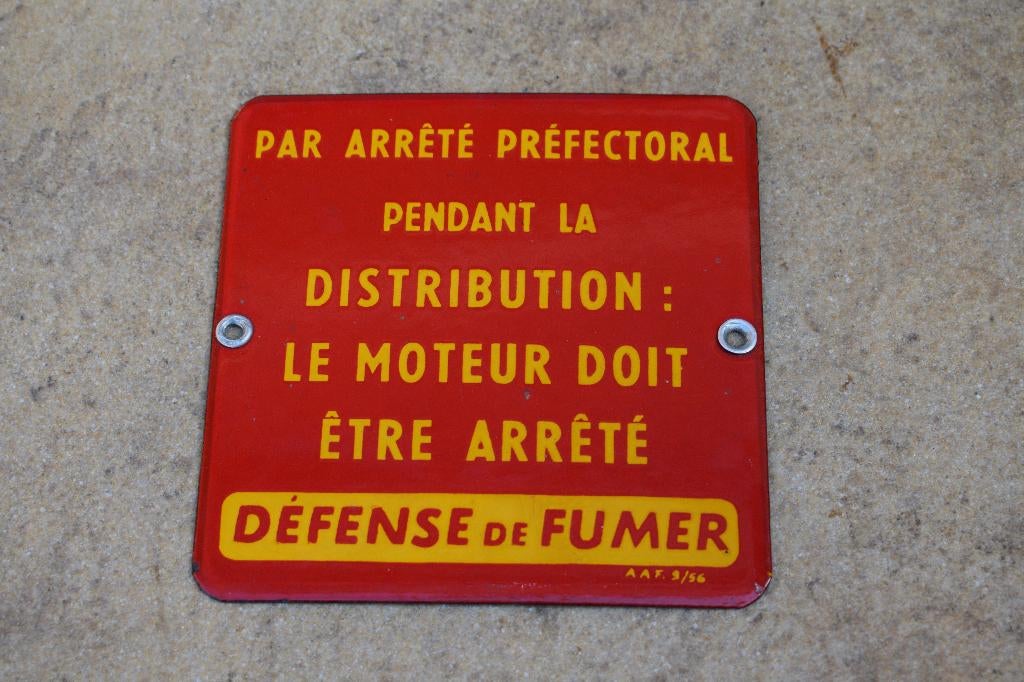 PAR ARRÊTÉ PRÉFECTORAL
PENDANT LA
DISTRIBUTION :
LE MOTEUR DOIT
ÊTRE ARRÊTÉ
DÉFENSE DE FUMER
A.A.F. 9/56